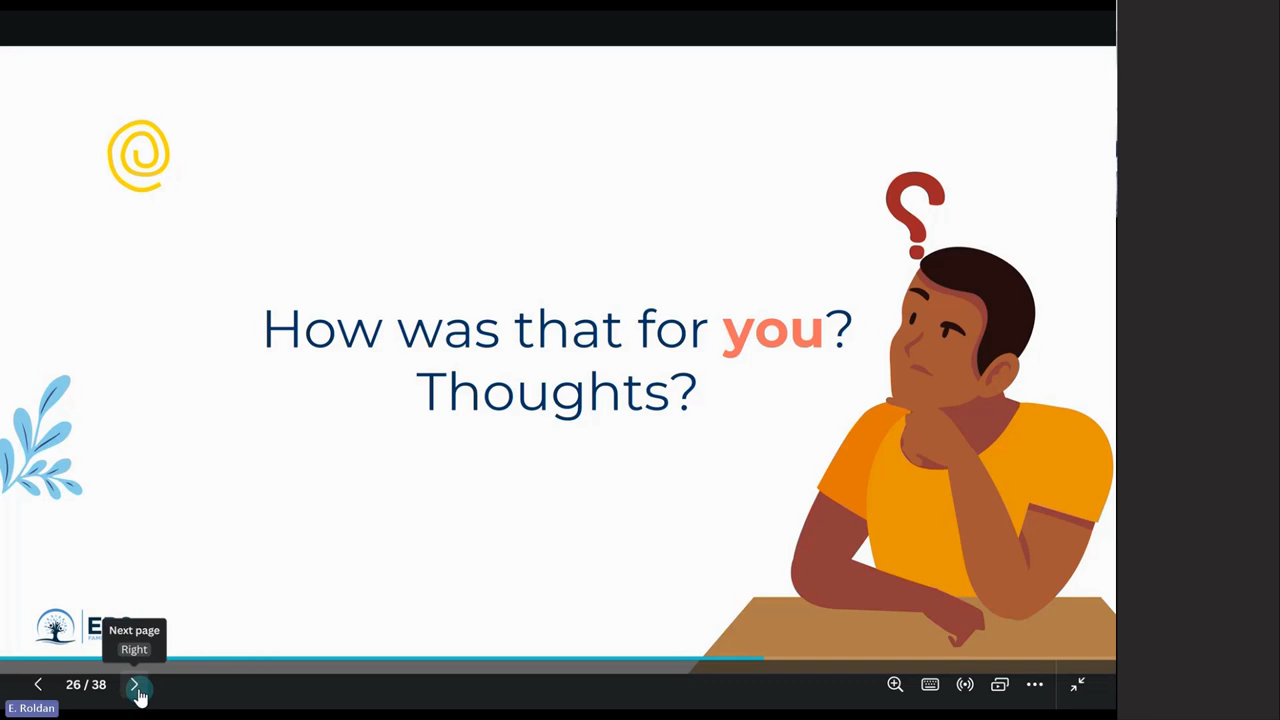 How was that for you?
Thoughts?
Next page
Right
26 / 38
E. Roldan